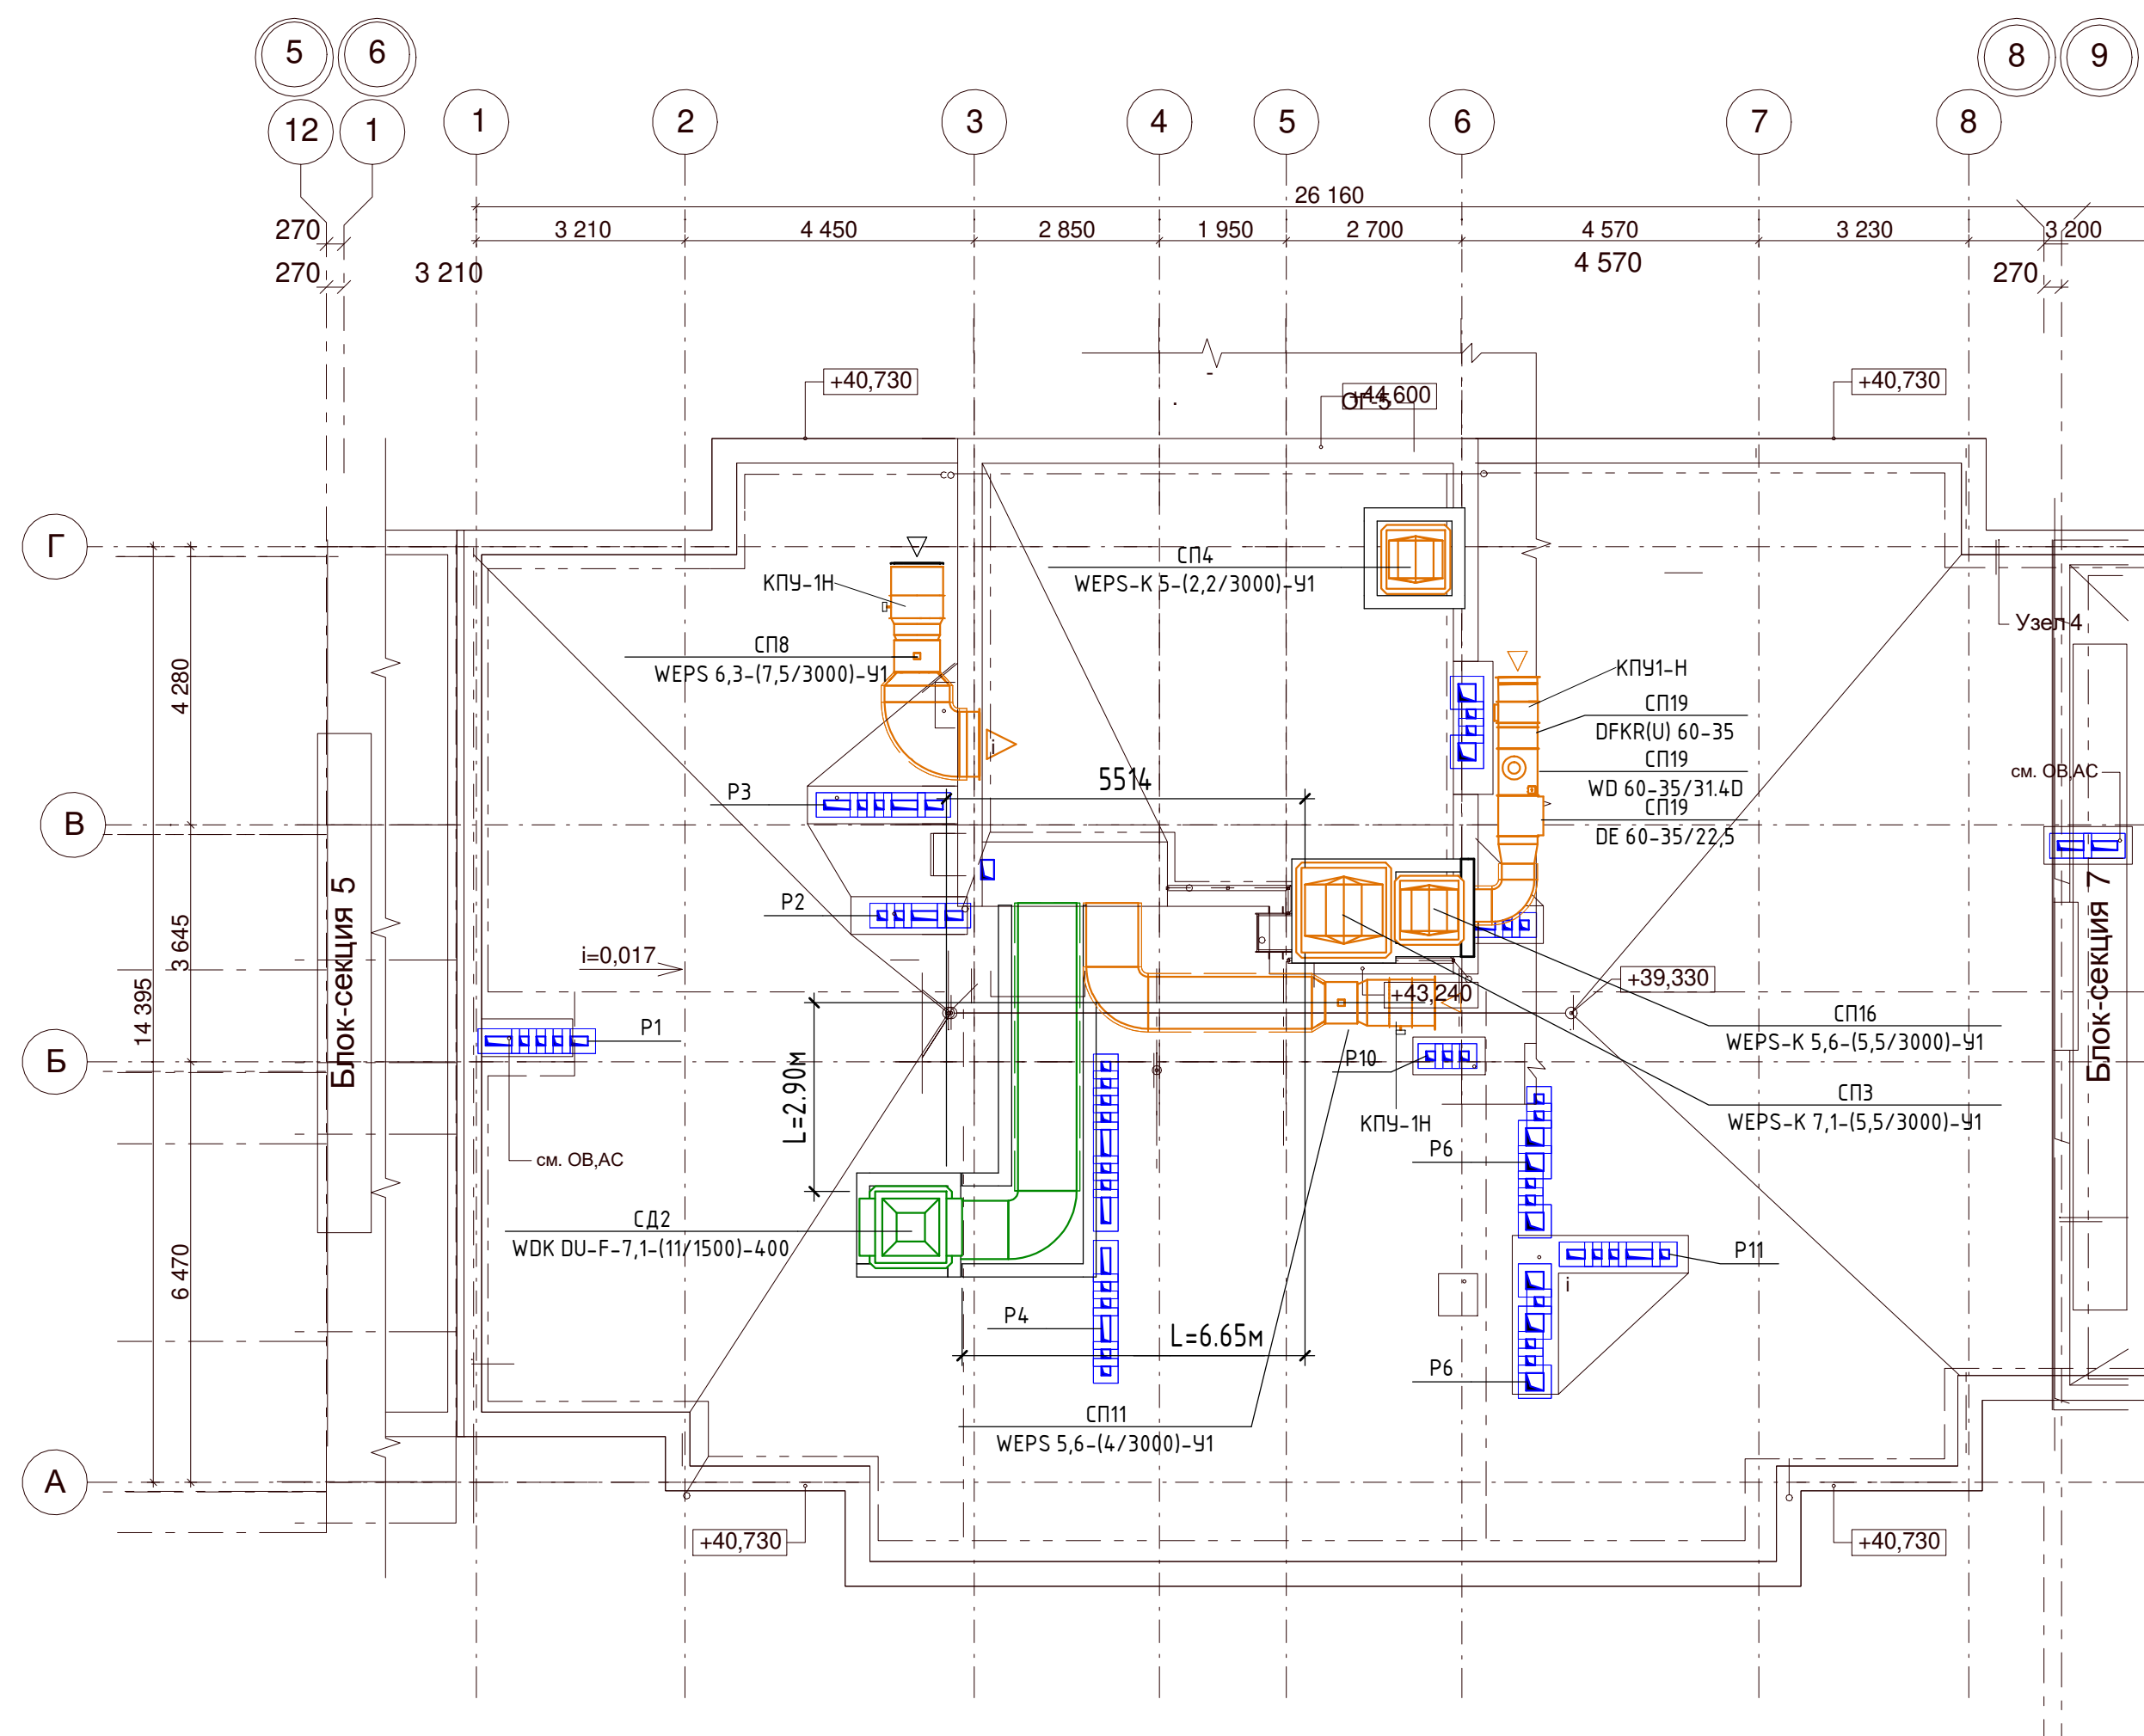 5
6
8
9
12
1
1
2
3
4
5
6
7
8
26 160
270
3 210
4 450
2 850
1 950
2 700
4 570
3 230
3 200
270
3 210
4 570
270
+40,730
+44,600
ОГ-5
+40,730
Г
СП4
WEPS-K 5-(2,2/3000)-У1
КПУ-1Н
Узел 4
СП8
WEPS 6,3-(7,5/3000)-У1
КПУ1-Н
4 280
СП19
DFKR(U) 60-35
i
СП19
WD 60-35/31.4D
см. ОВ,АС
5514
Р3
СП19
DE 60-35/22,5
В
Р2
3 645
Блок-секция 5
Блок-секция 7
i=0,017
+39,330
+43,240
14 395
СП16
WEPS-K 5,6-(5,5/3000)-У1
Р1
Б
Р10
L=2.90м
СП3
WEPS-K 7,1-(5,5/3000)-У1
КПУ-1Н
Р6
см. ОВ,АС
СД2
WDK DU-F-7,1-(11/1500)-400
Р11
i
6 470
Р4
L=6.65м
Р6
СП11
WEPS 5,6-(4/3000)-У1
А
+40,730
+40,730